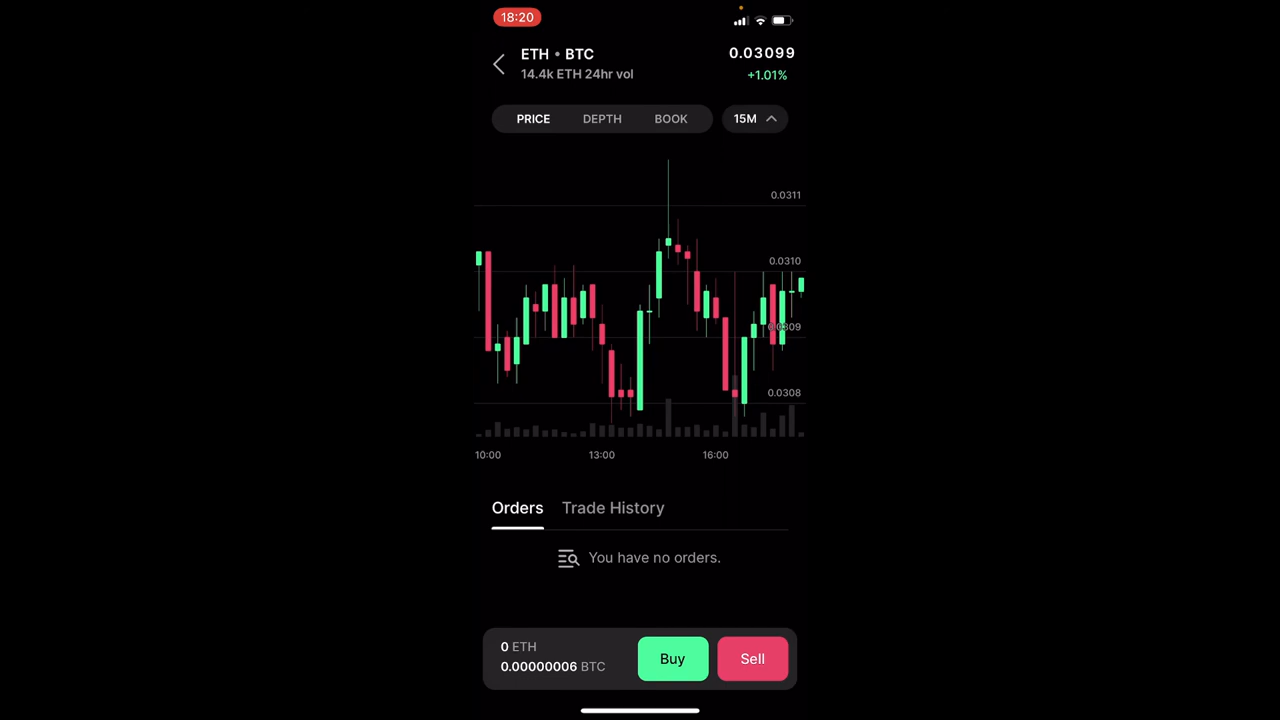 18:20
ETH • BTC
0.03099
14.4k ETH 24hr vol
+1.01%
PRICE DEPTH BOOK 15M
0.0311
0.0310
0.0309
0.0308
10:00 13:00 16:00
Orders Trade History
You have no orders.
0 ETH
0.00000006 BTC
Buy Sell